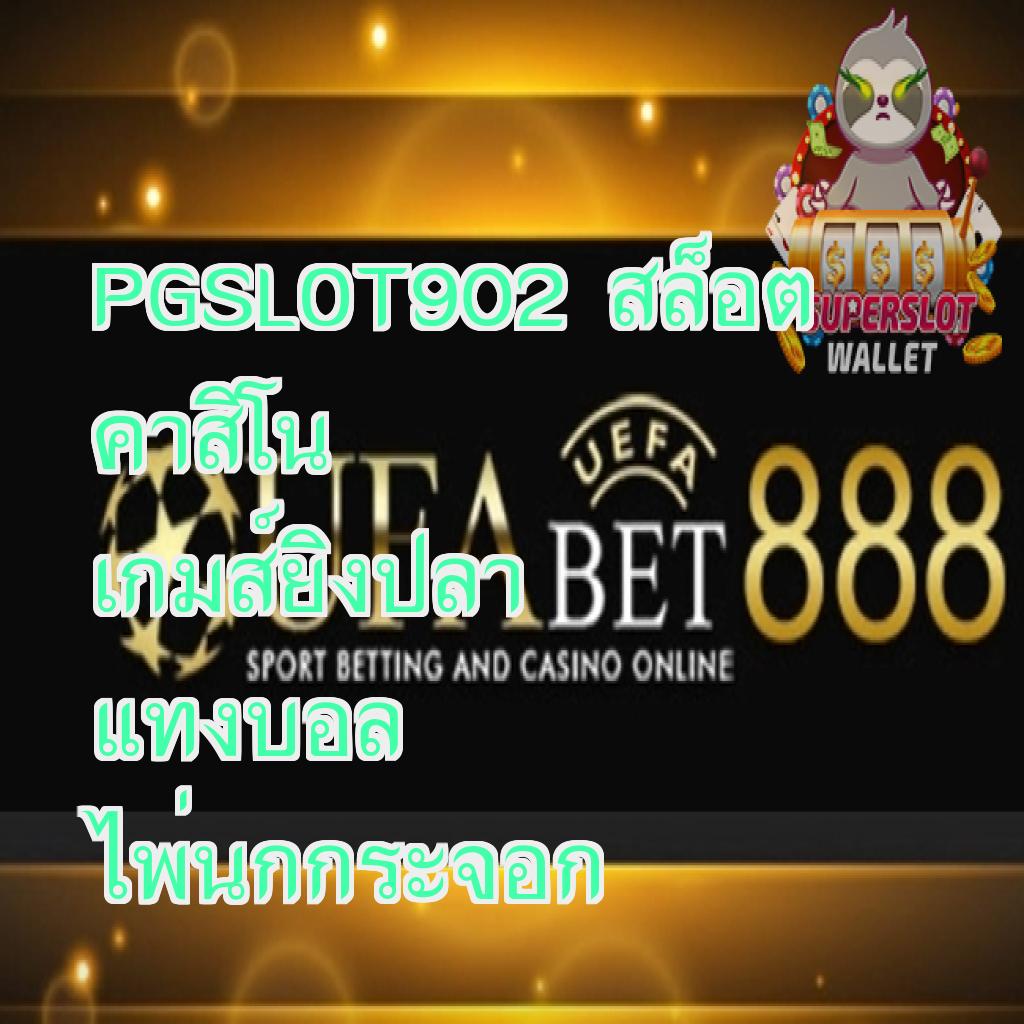 PGSLOT902 สล็อต
SUPERSLOT
WALLET
คาสิโน
UEFA
UFABET888
เกมส์ยิงปลา
SPORT BETTING AND CASINO ONLINE
แทงบอล
ไพ่นกกระจอก